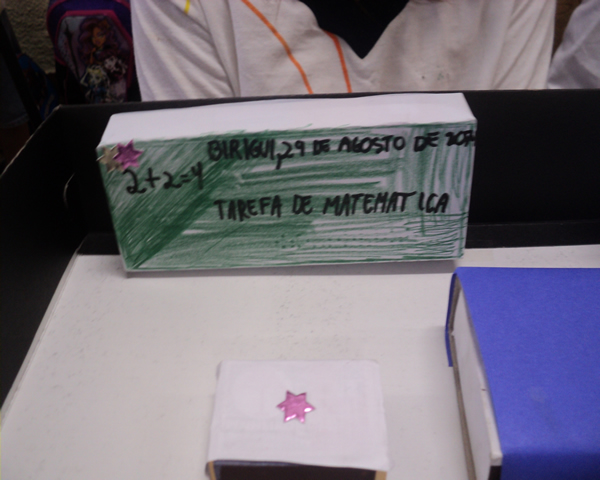 BIRIGUI, 29 DE AGOSTO DE
2+2=4
TAREFA DE MATEMATICA